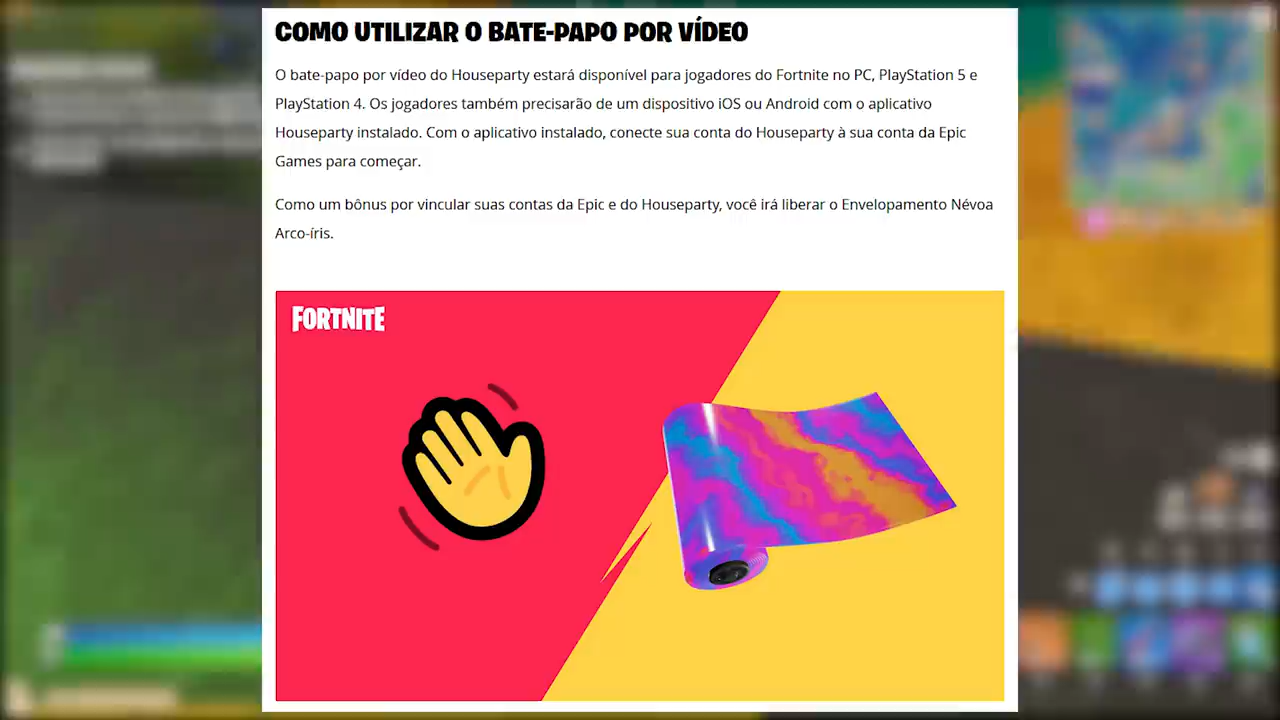 COMO UTILIZAR O BATE-PAPO POR VÍDEO
O bate-papo por vídeo do Houseparty estará disponível para jogadores do Fortnite no PC, PlayStation 5 e
PlayStation 4. Os jogadores também precisarão de um dispositivo iOS ou Android com o aplicativo
Houseparty instalado. Com o aplicativo instalado, conecte sua conta do Houseparty à sua conta da Epic
Games para começar.
Como um bônus por vincular suas contas da Epic e do Houseparty, você irá liberar o Envelopamento Névoa
Arco-íris.
FORTNITE